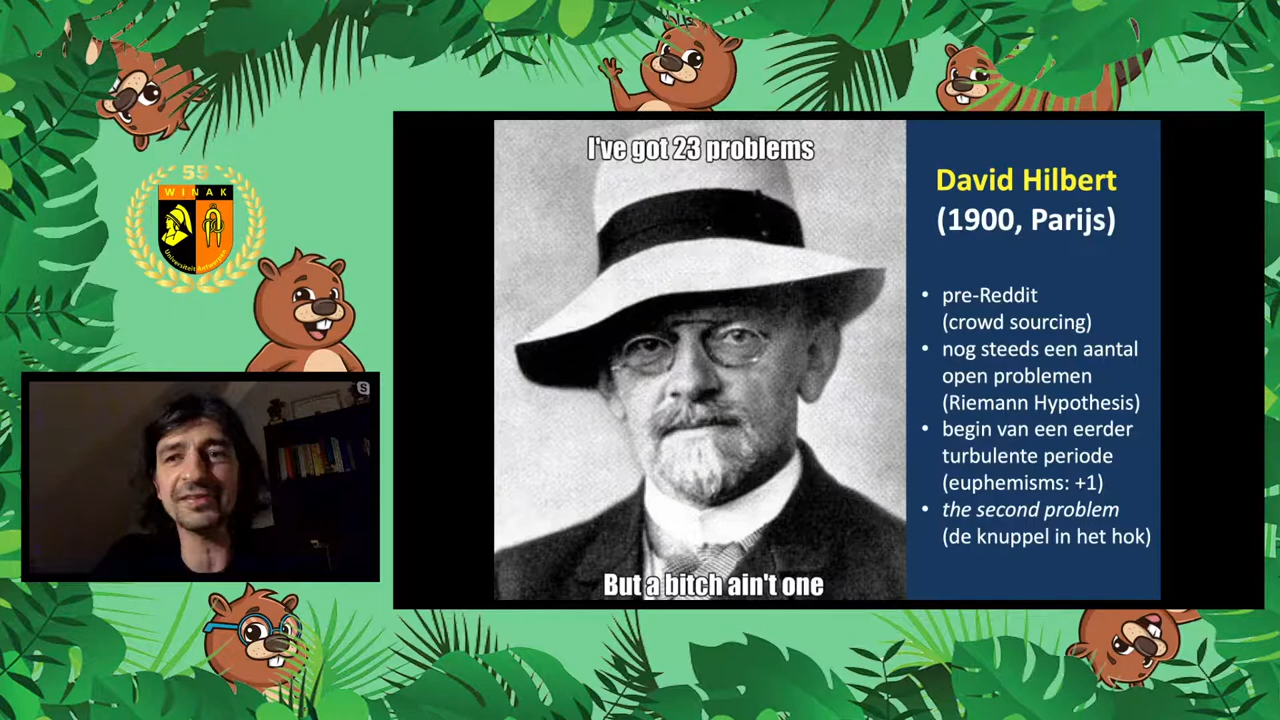 55
WINAK
Universiteit Antwerpen
S
I've got 23 problems
But a bitch ain't one
David Hilbert
(1900, Parijs)
• pre-Reddit
(crowd sourcing)
• nog steeds een aantal
open problemen
(Riemann Hypothesis)
• begin van een eerder
turbulente periode
(euphemisms: +1)
• the second problem
(de knuppel in het hok)